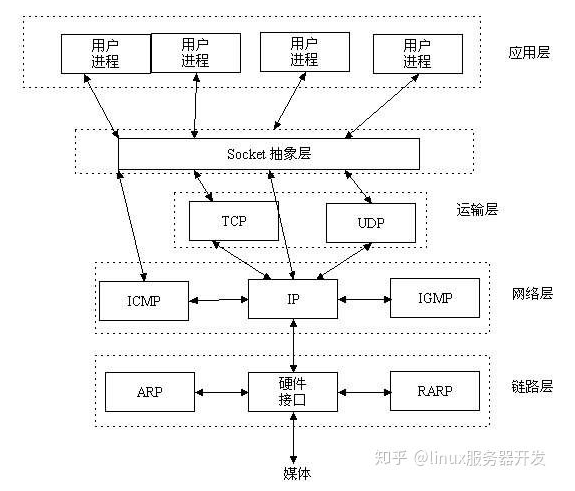 用户
进程
用户
进程
用户
进程
用户
进程
应用层
Socket 抽象层
TCP
UDP
运输层
ICMP
IP
IGMP
网络层
ARP
硬件
接口
RARP
链路层
媒体
知乎 @linux服务器开发